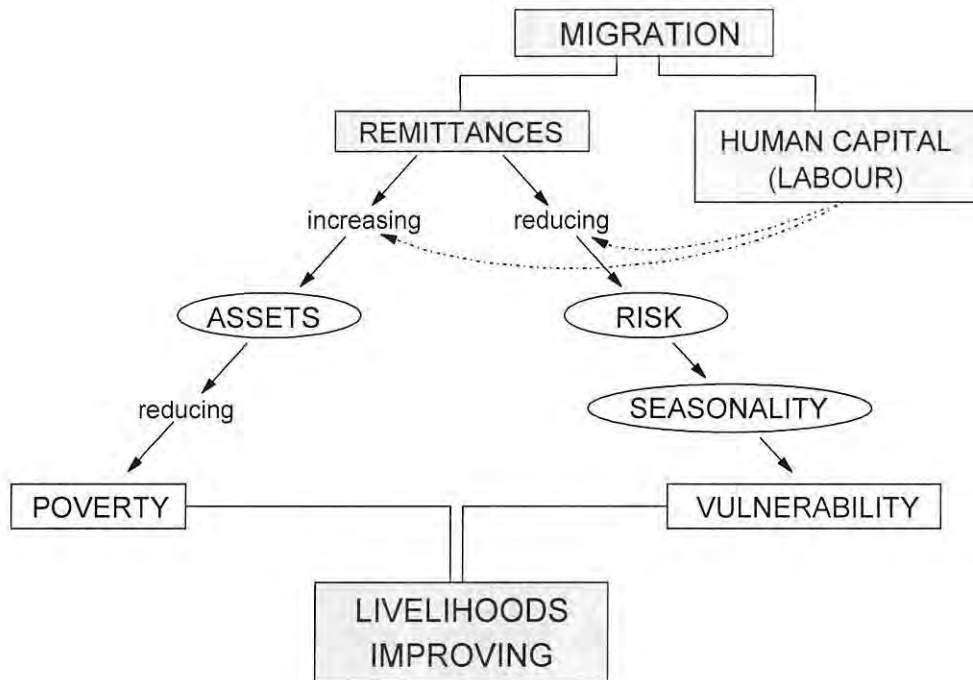 MIGRATION
REMITTANCES
HUMAN CAPITAL
(LABOUR)
increasing
reducing
ASSETS
RISK
reducing
SEASONALITY
POVERTY
VULNERABILITY
LIVELIHOODS
IMPROVING